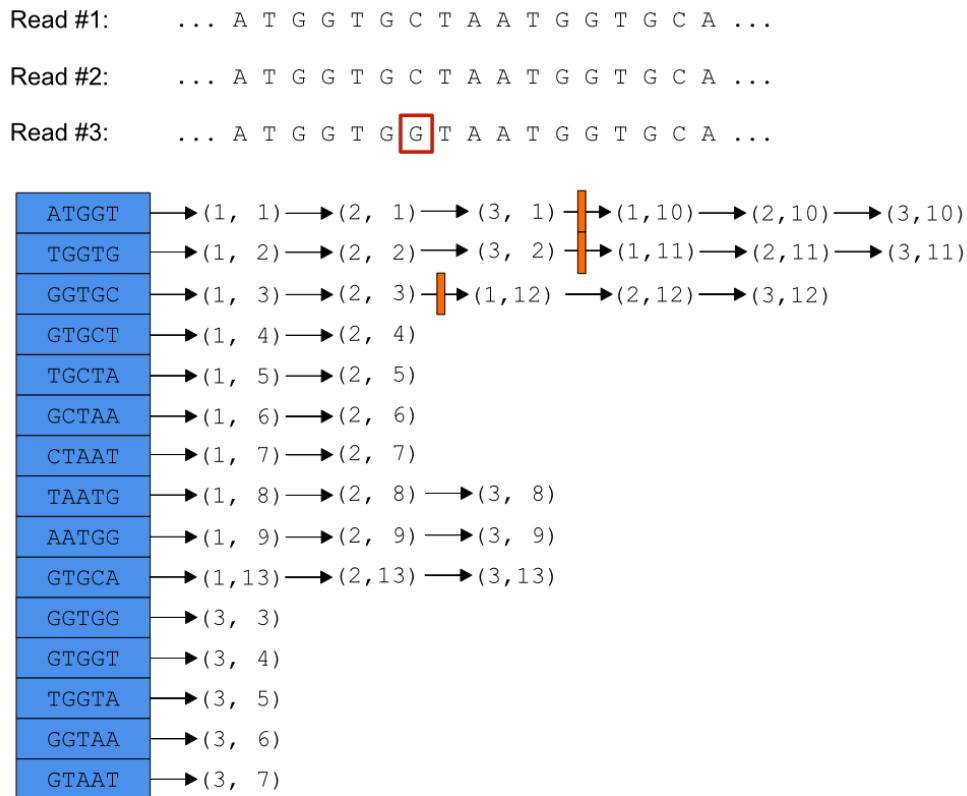 Read #1: ... A T G G T G C T A A T G G T G C A ...
Read #2: ... A T G G T G C T A A T G G T G C A ...
Read #3: ... A T G G T G G T A A T G G T G C A ...
ATGGT (1, 1) (2, 1) (3, 1) (1,10) (2,10) (3,10)
TGGTG (1, 2) (2, 2) (3, 2) (1,11) (2,11) (3,11)
GGTGC (1, 3) (2, 3) (1,12) (2,12) (3,12)
GTGCT (1, 4) (2, 4)
TGCTA (1, 5) (2, 5)
GCTAA (1, 6) (2, 6)
CTAAT (1, 7) (2, 7)
TAATG (1, 8) (2, 8) (3, 8)
AATGG (1, 9) (2, 9) (3, 9)
GTGCA (1,13) (2,13) (3,13)
GGTGG (3, 3)
GTGGT (3, 4)
TGGTA (3, 5)
GGTAA (3, 6)
GTAAT (3, 7)